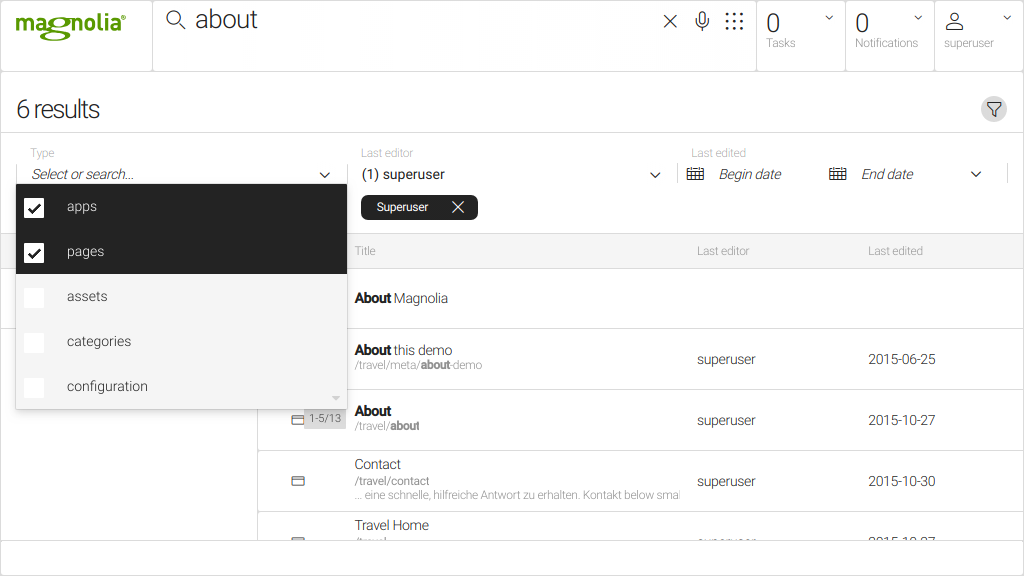 magnolia®
about
0
Tasks
0
Notifications
superuser
6 results
Type
Select or search...
Last editor
(1) superuser
Superuser
Last edited
Begin date
End date
apps
pages
assets
categories
configuration
1-5/13
Title
Last editor
Last edited
About Magnolia
About this demo
/travel/meta/about-demo
superuser
2015-06-25
About
/travel/about
superuser
2015-10-27
Contact
/travel/contact
... eine schnelle, hilfreiche Antwort zu erhalten. Kontakt below smal
superuser
2015-10-30
Travel Home